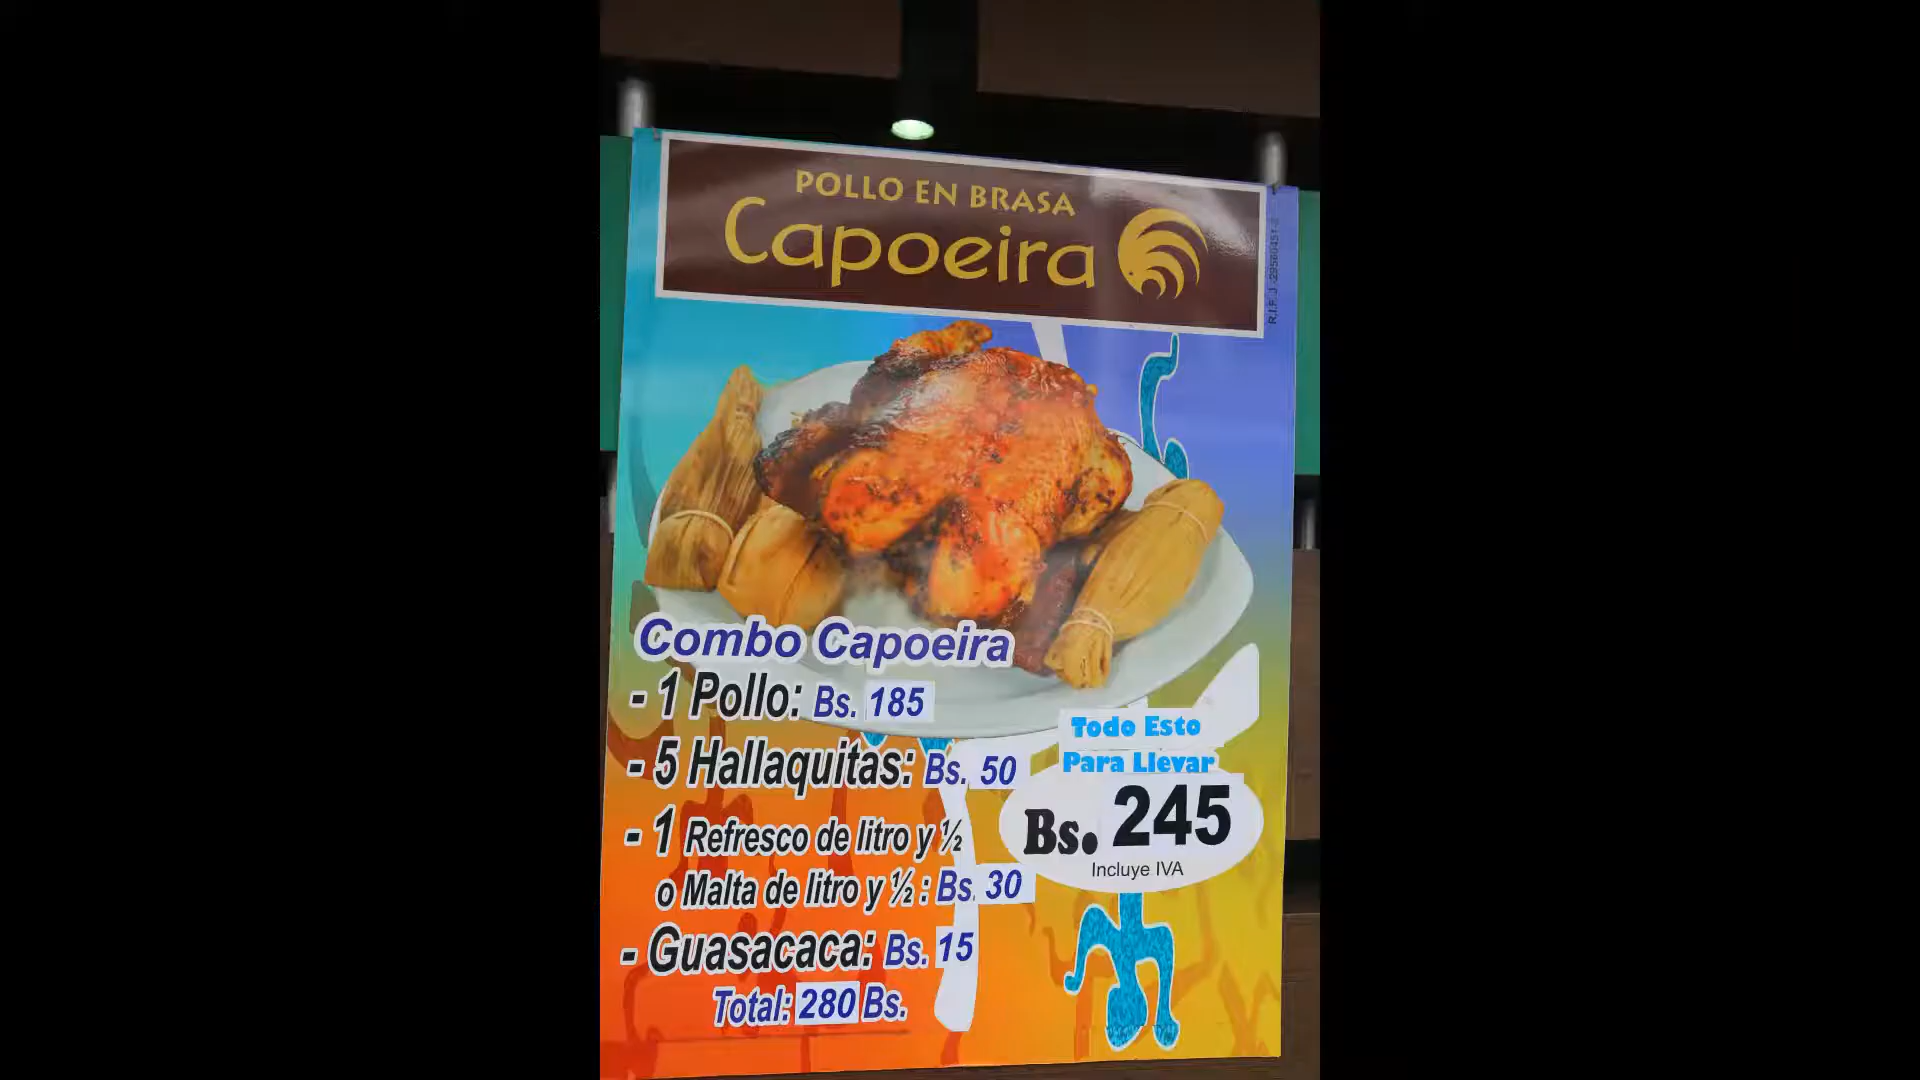 POLLO EN BRASA
Capoeira
Combo Capoeira
- 1 Pollo: Bs. 185
- 5 Hallaquitas: Bs. 50
- 1 Refresco de litro y ½
o Malta de litro y ½ : Bs. 30
- Guasacaca: Bs. 15
Total: 280 Bs.
Todo Esto
Para Llevar
Bs. 245
Incluye IVA